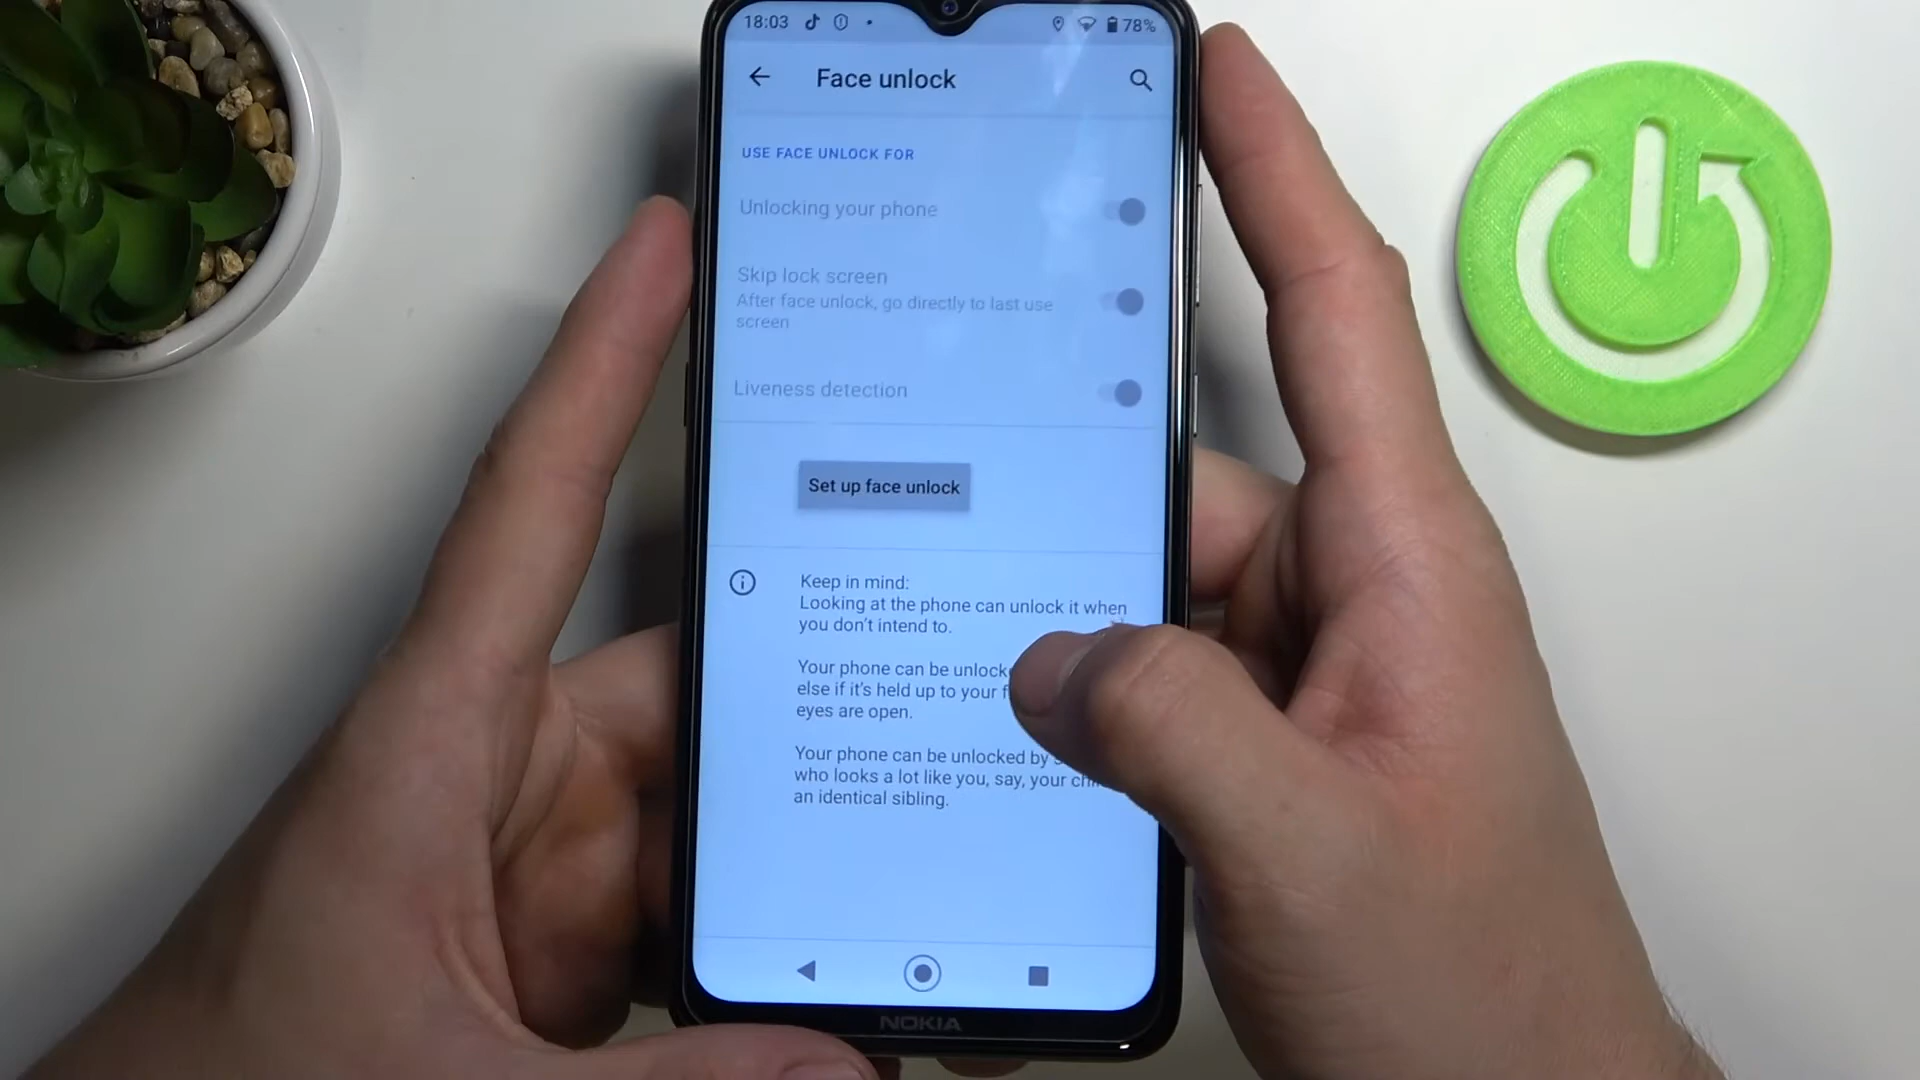 18:03 78%
Face unlock
USE FACE UNLOCK FOR
Unlocking your phone
Skip lock screen
After face unlock, go directly to last use
screen
Liveness detection
Set up face unlock
Keep in mind:
Looking at the phone can unlock it when
you don't intend to.
Your phone can be
else if it's held up to your
eyes are open.
Your phone can be unlocked by
who looks a lot like you, say, your
an identical sibling.
NOKIA